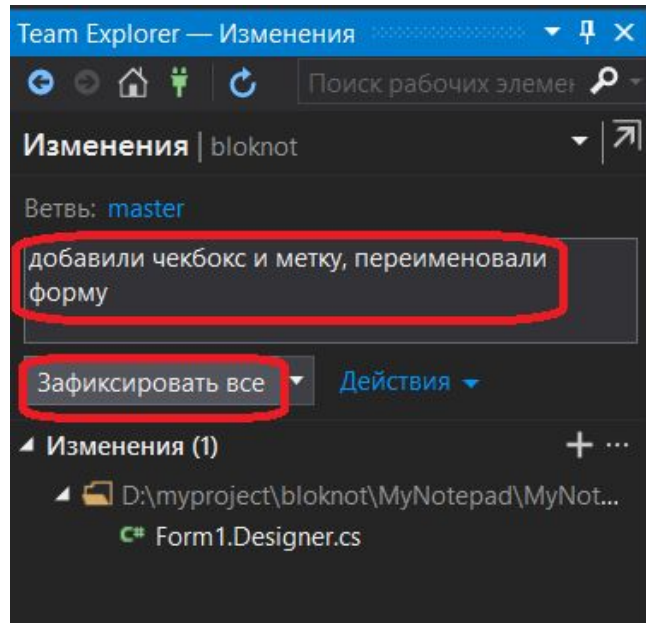 Team Explorer — Изменения
Поиск рабочих элемен
Изменения | bloknot
Ветвь: master
добавили чекбокс и метку, переименовали
форму
Зафиксировать все Действия
Изменения (1)
D:\myproject\bloknot\MyNotepad\MyNot...
C# Form1.Designer.cs